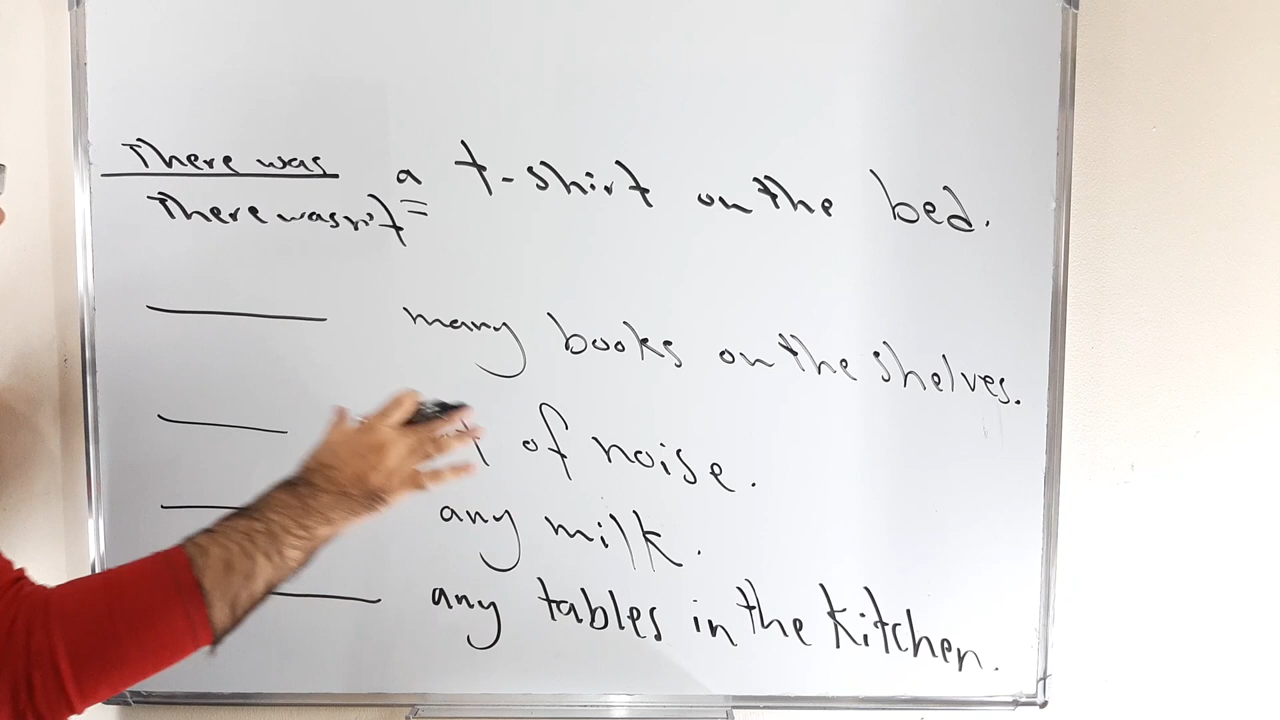 There was
There wasn't a t-shirt on the bed.
many books on the shelves.
of noise.
any milk.
any tables in the kitchen.